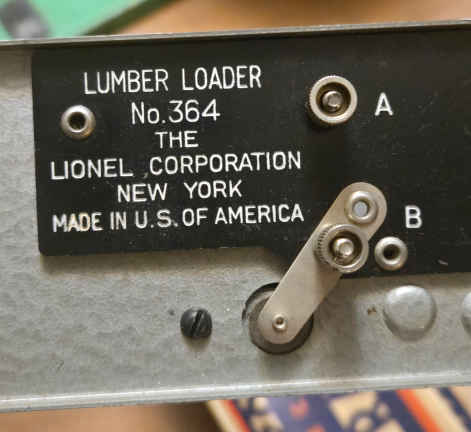 LUMBER LOADER
No.364
THE
LIONEL CORPORATION
NEW YORK
MADE IN U.S. OF AMERICA
A
B